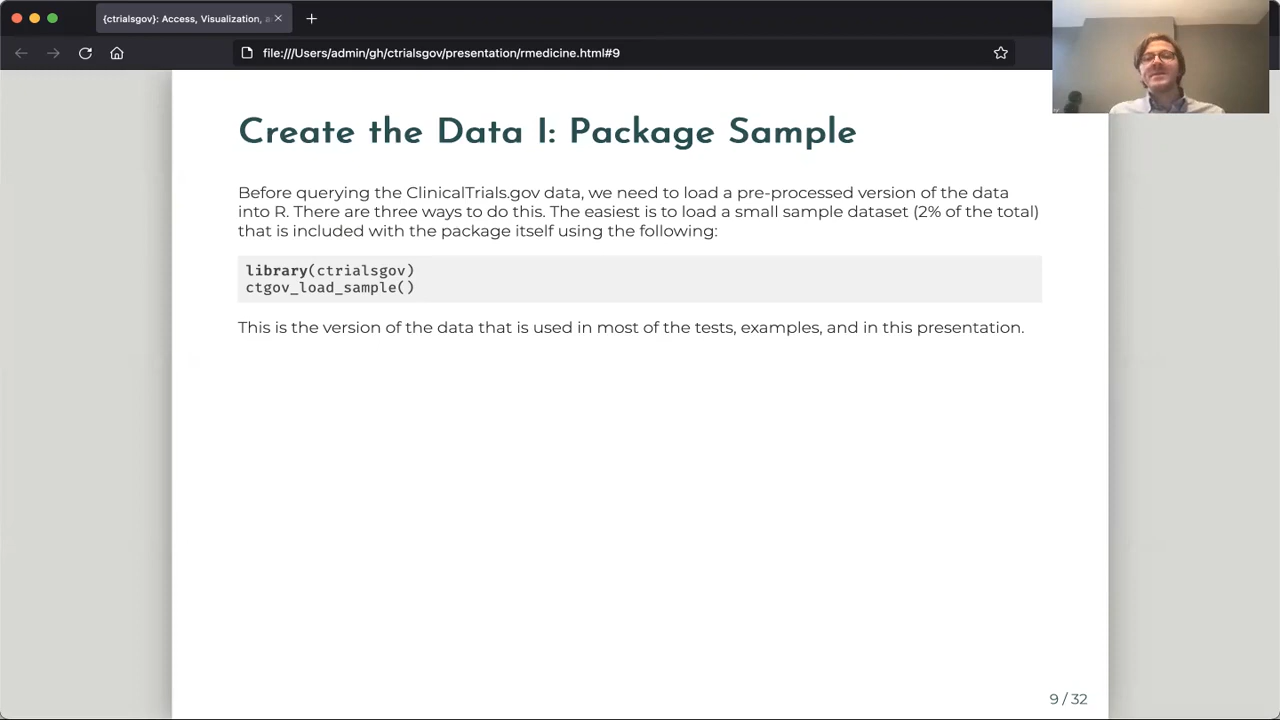 {ctrialsgov}: Access, Visualization,
file:///Users/admin/gh/ctrialsgov/presentation/rmedicine.html#9
Create the Data I: Package Sample
Before querying the ClinicalTrials.gov data, we need to load a pre-processed version of the data
into R. There are three ways to do this. The easiest is to load a small sample dataset (2% of the total)
that is included with the package itself using the following:
library(ctrialsgov)
ctgov_load_sample()
This is the version of the data that is used in most of the tests, examples, and in this presentation.
9 / 32